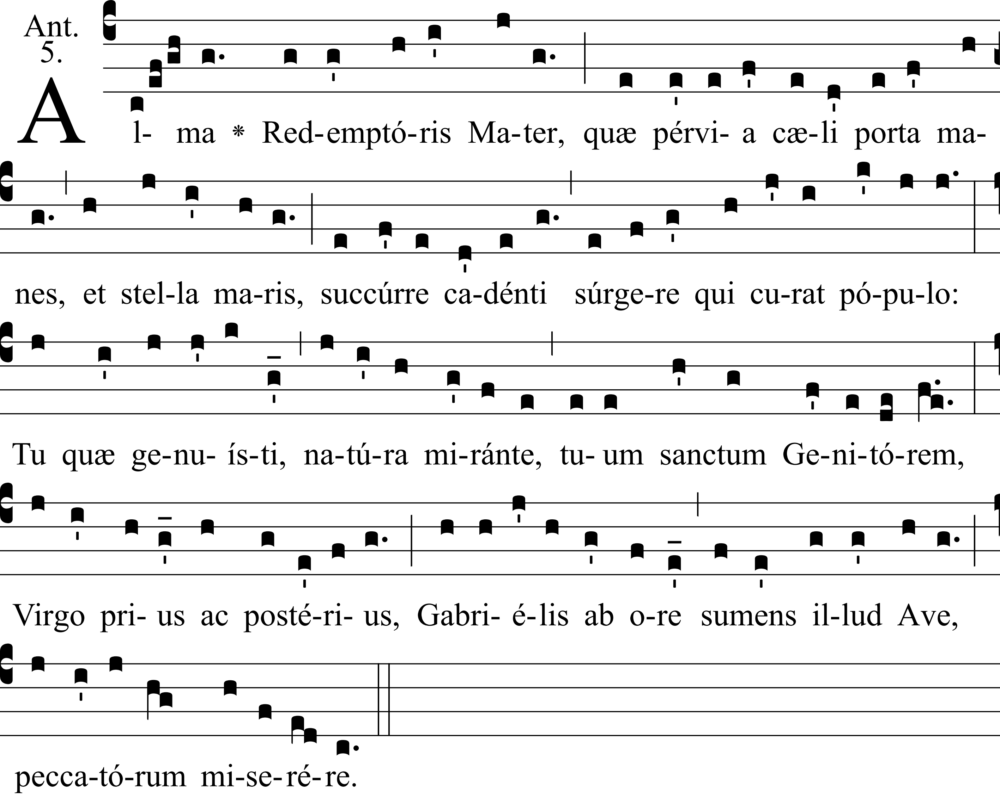 Ant.
5.
Al- ma * Red-emptó-ris Ma-ter, quæ pérvi- a cæ-li porta ma-
nes, et stel-la ma-ris, succúrre ca-dénti súrge-re qui cu-rat pó-pu-lo:
Tu quæ ge-nu- ís-ti, na-tú-ra mi-ránte, tu- um sanctum Ge-ni-tó-rem,
Virgo pri- us ac posté-ri- us, Gabri- é-lis ab o-re sumens il-lud Ave,
pecca-tó-rum mi-se-ré-re.